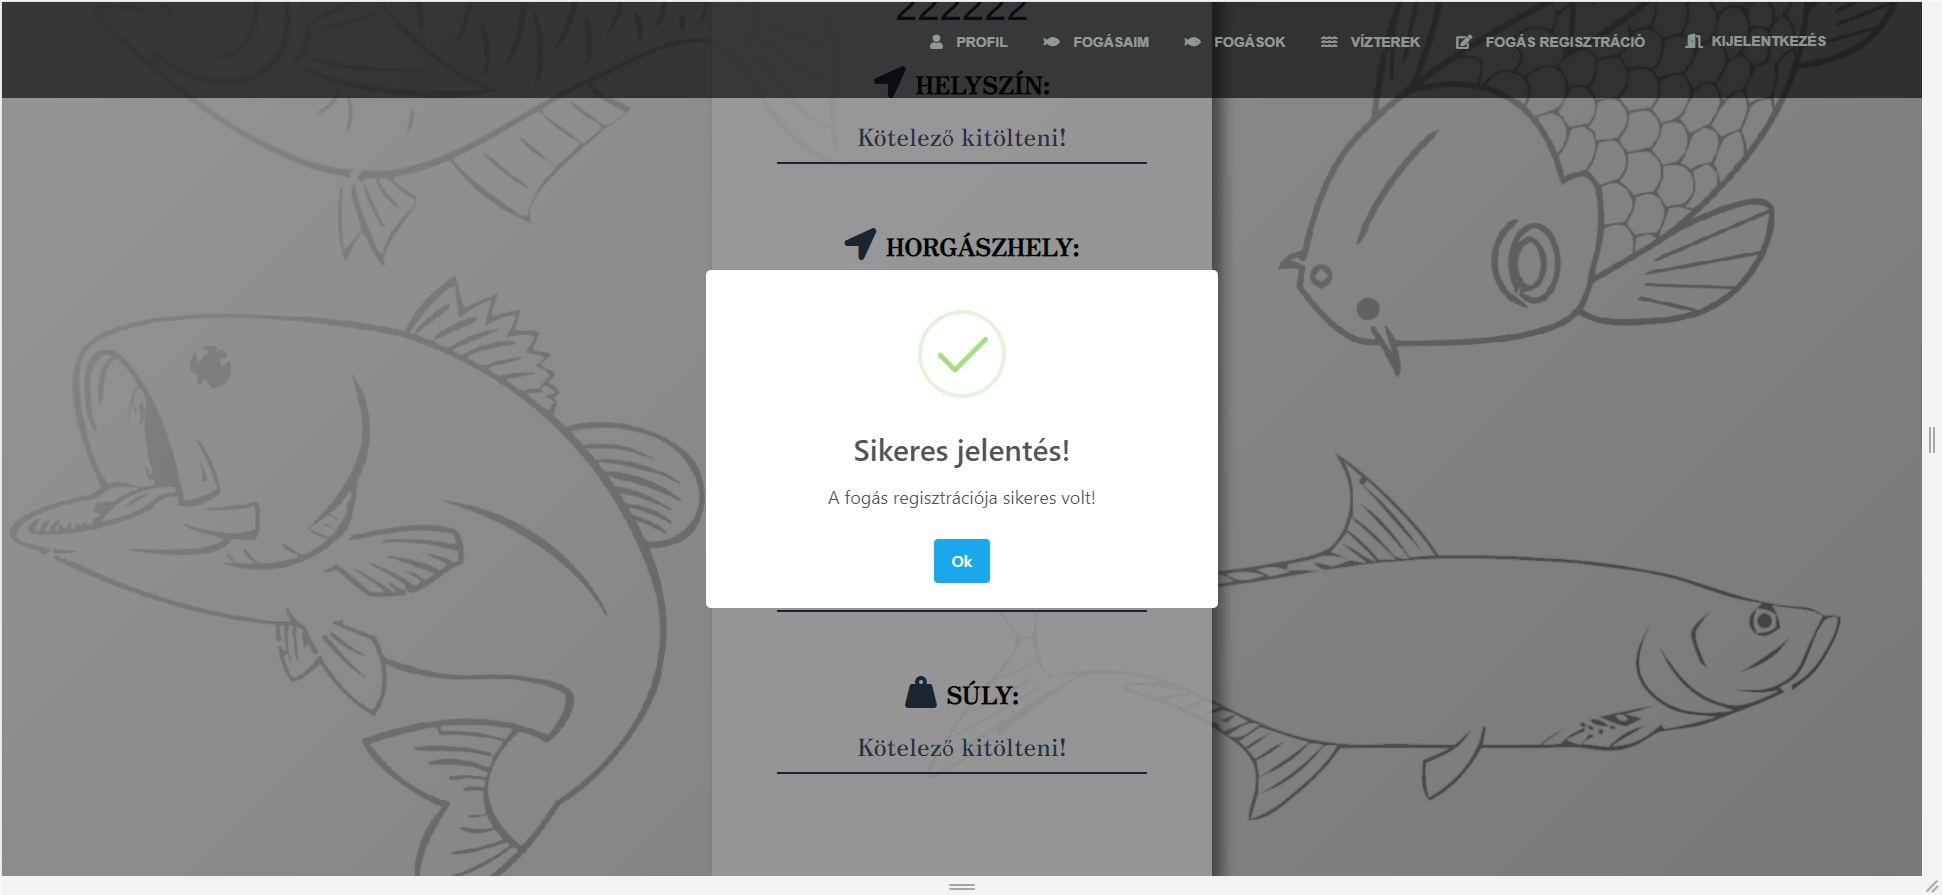 222222
PROFIL FOGÁSAIM FOGÁSOK VÍZTEREK FOGÁS REGISZTRÁCIÓ KIJELENTKEZÉS
HELYSZÍN:
Kötelező kitölteni!
HORGÁSZHELY:
Sikeres jelentés!
A fogás regisztrációja sikeres volt!
Ok
SÚLY:
Kötelező kitölteni!